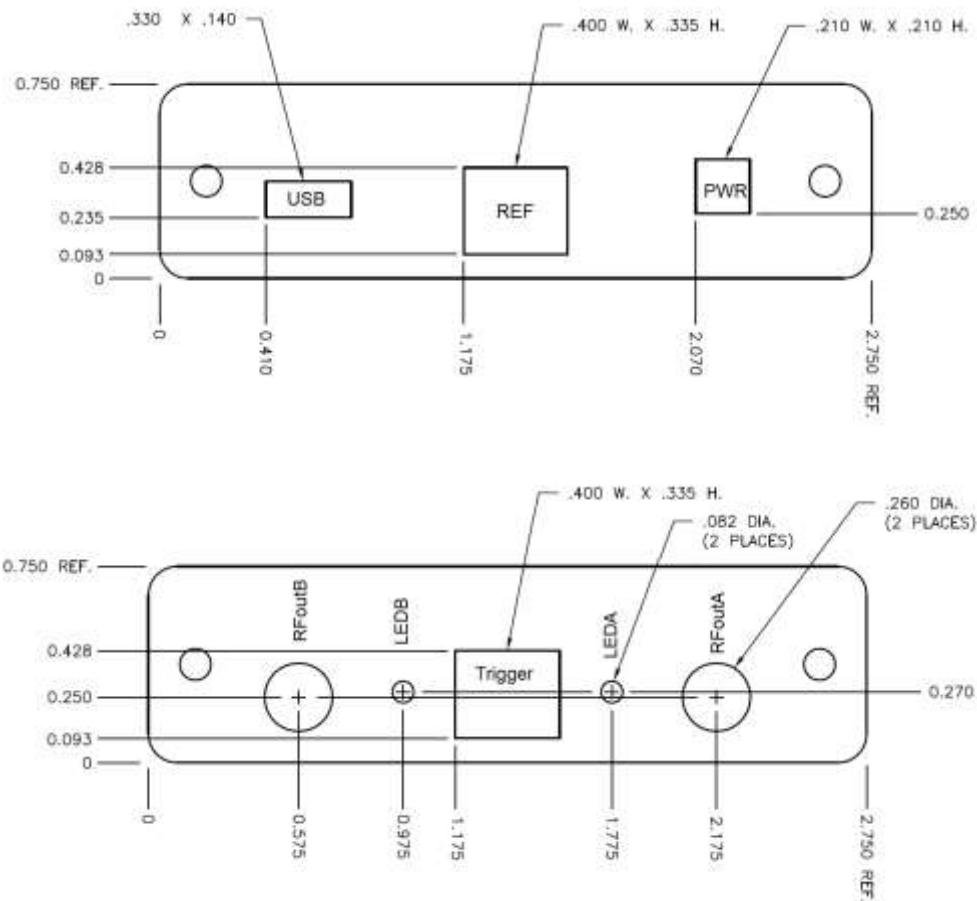 .330 X .140
.400 W. X .335 H.
.210 W. X .210 H.
0.750 REF.
0.428
USB
REF
PWR
0.235
0.250
0.093
0
0
0.410
1.175
2.070
2.750 REF.
.400 W. X .335 H.
.260 DIA.
(2 PLACES)
.082 DIA.
(2 PLACES)
0.750 REF.
RFoutB
LEDB
LEDA
RFoutA
0.428
Trigger
0.250
0.270
0.093
0
0
0.575
0.975
1.175
1.775
2.175
2.750 REF.